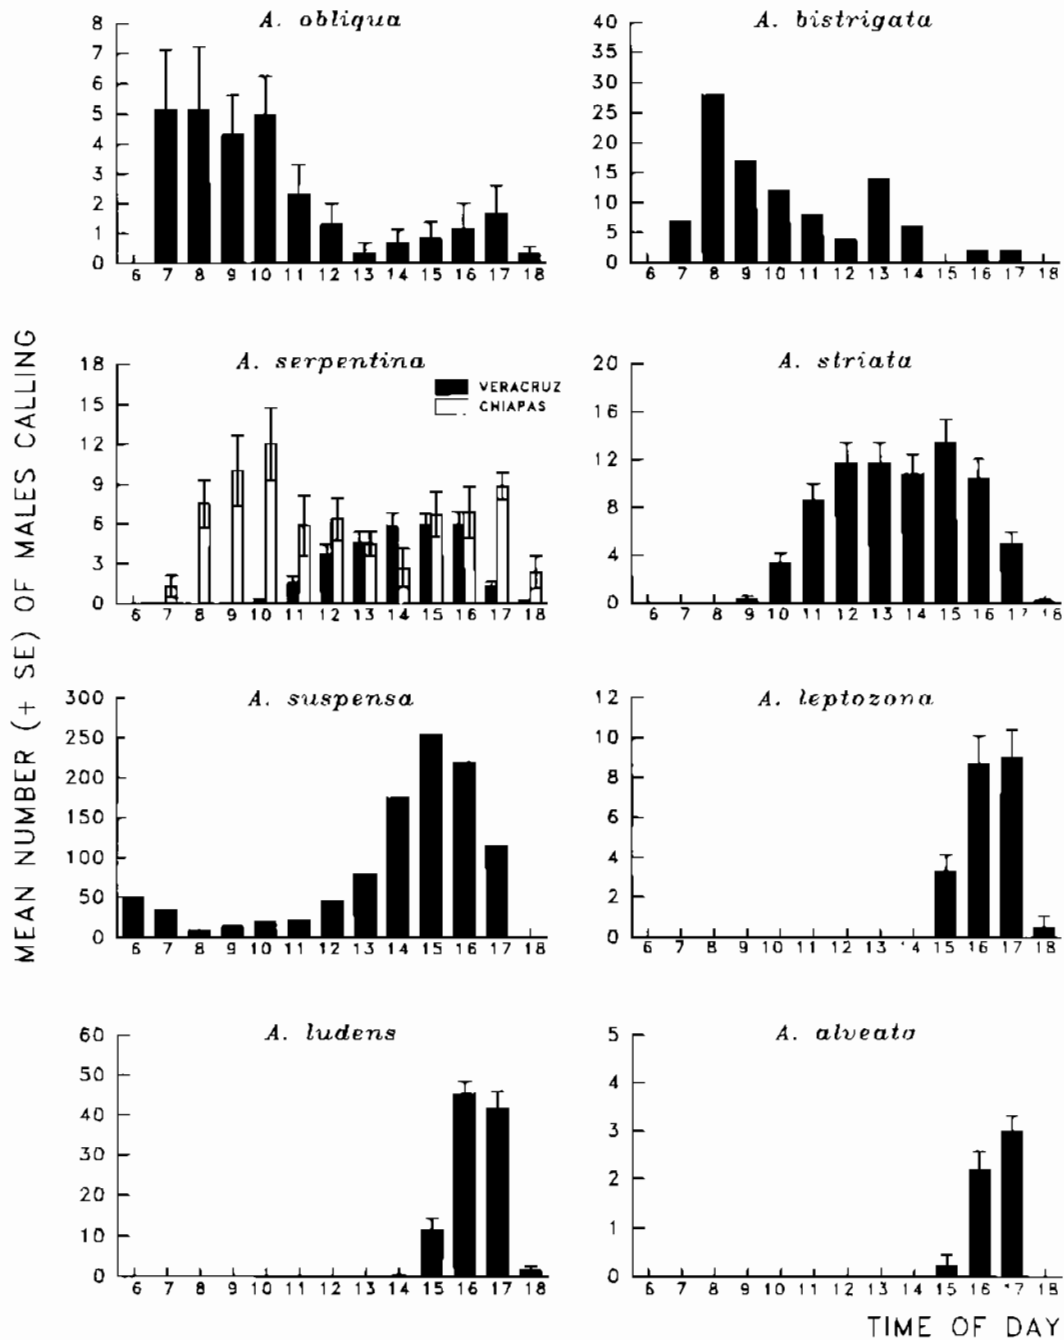 MEAN NUMBER (+ SE) OF MALES CALLING
A. obliqua
8
7
6
5
4
3
2
1
0
6 7 8 9 10 11 12 13 14 15 16 17 18
A. bistrigata
40
35
30
25
20
15
10
5
0
6 7 8 9 10 11 12 13 14 15 16 17 18
A. serpentina
VERACRUZ
CHIAPAS
18
15
12
9
6
3
0
6 7 8 9 10 11 12 13 14 15 16 17 18
A. striata
20
16
12
8
4
0
6 7 8 9 10 11 12 13 14 15 16 17 18
A. suspensa
300
250
200
150
100
50
0
6 7 8 9 10 11 12 13 14 15 16 17 18
A. leptozona
12
10
8
6
4
2
0
6 7 8 9 10 11 12 13 14 15 16 17 18
A. ludens
60
50
40
30
20
10
0
6 7 8 9 10 11 12 13 14 15 16 17 18
A. alveata
5
4
3
2
1
0
6 7 8 9 10 11 12 13 14 15 16 17 18
TIME OF DAY